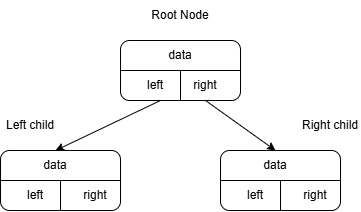 Root Node
data
left right
Left child
Right child
data
left right
data
left right